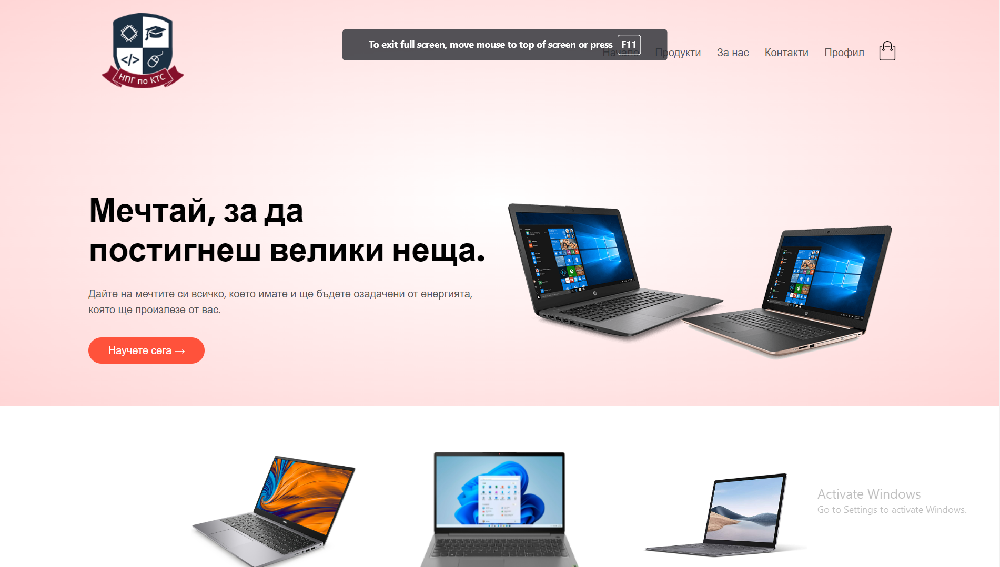 НПГ по КТС
To exit full screen, move mouse to top of screen or press F11
Начало Продукти За нас Контакти Профил
Мечтай, за да
постигнеш велики неща.
Дайте на мечтите си всичко, което имате и ще бъдете озадачени от енергията,
която ще произлезе от вас.
Научете сега →
Activate Windows
Go to Settings to activate Windows.